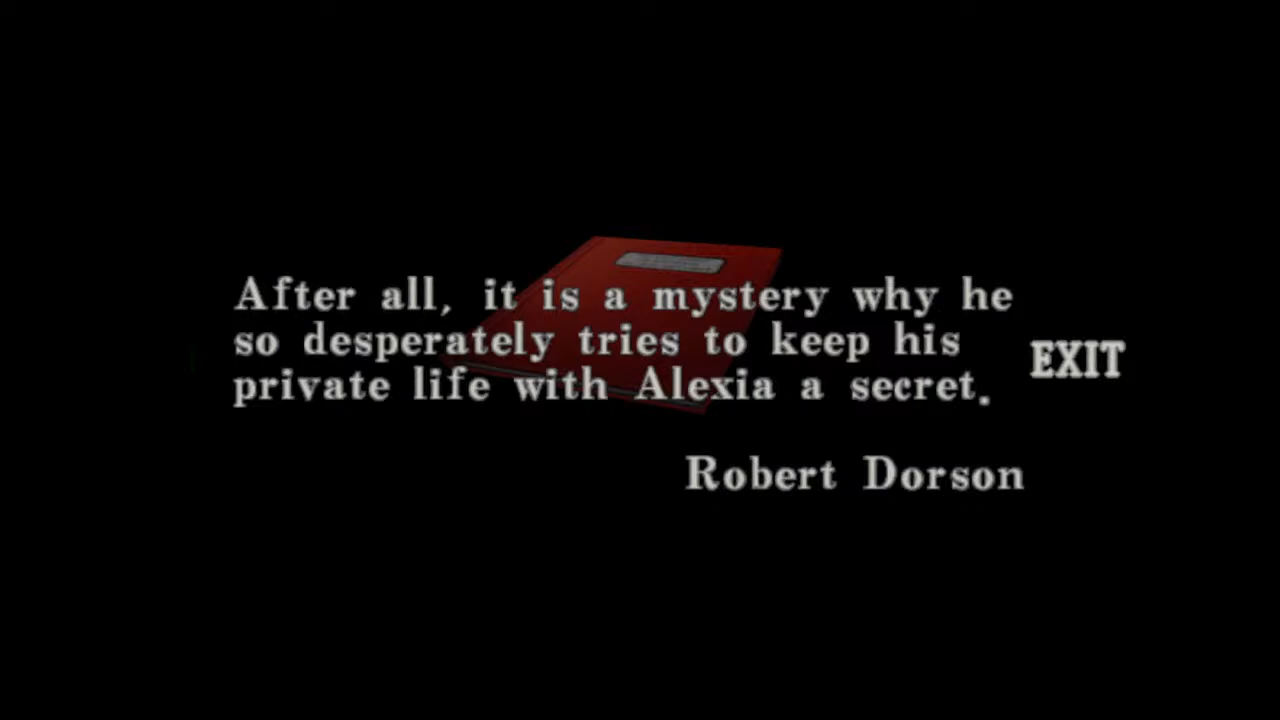 After all, it is a mystery why he
so desperately tries to keep his
EXIT
private life with Alexia a secret.
Robert Dorson